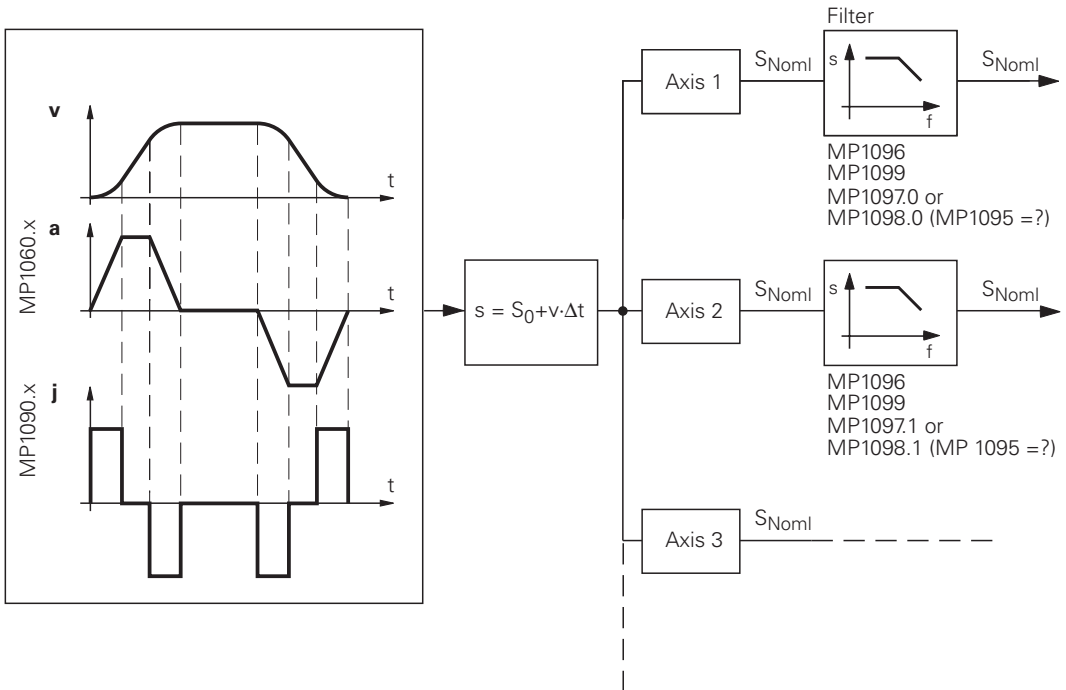 v
t
MP1060.x
a
t
MP1090.x
j
t
s = S0+v·Δt
Axis 1
SNoml
Filter
s
f
SNoml
MP1096
MP1099
MP1097.0 or
MP1098.0 (MP1095 =?)
Axis 2
SNoml
s
f
SNoml
MP1096
MP1099
MP1097.1 or
MP1098.1 (MP 1095 =?)
Axis 3
SNoml